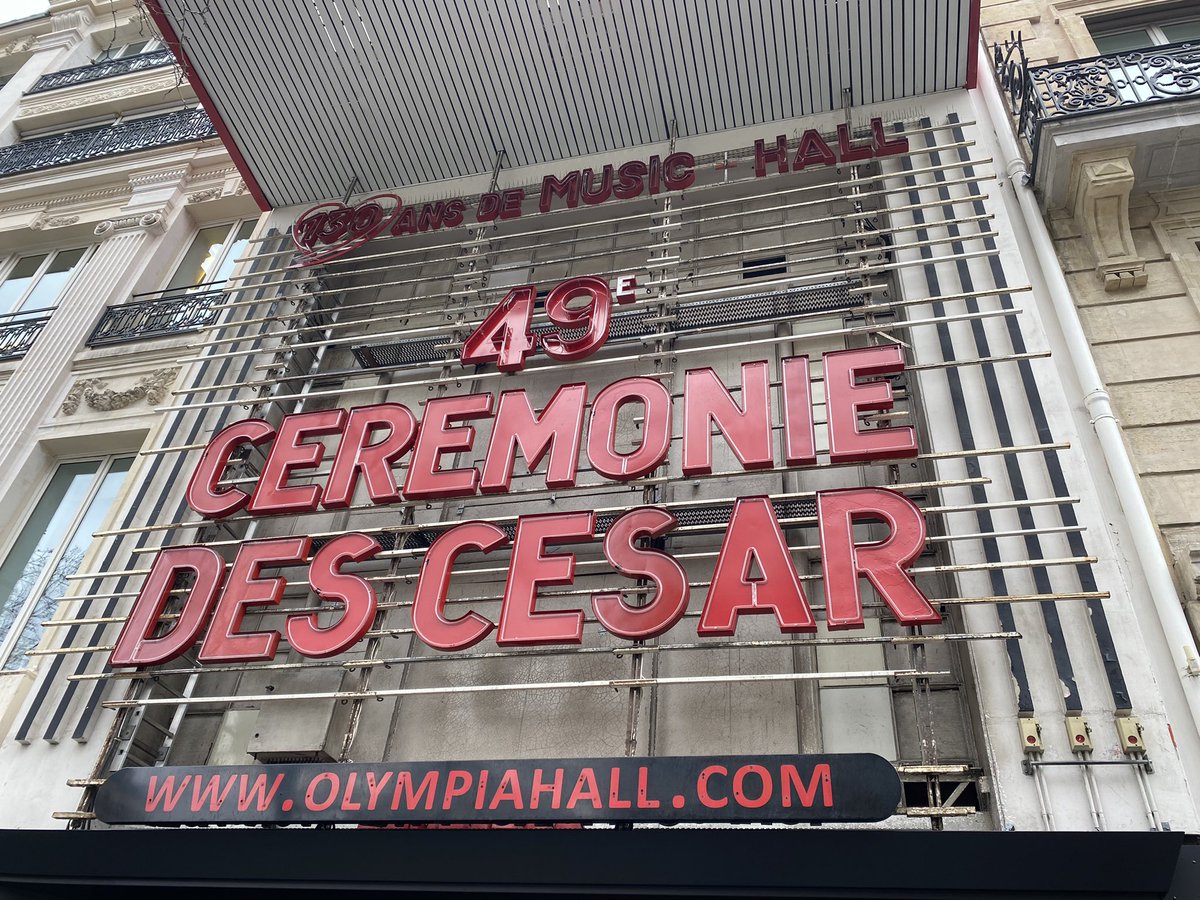 130 ANS DE MUSIC - HALL
49E
CEREMONIE
DES CESAR
WWW.OLYMPIAHALL.COM